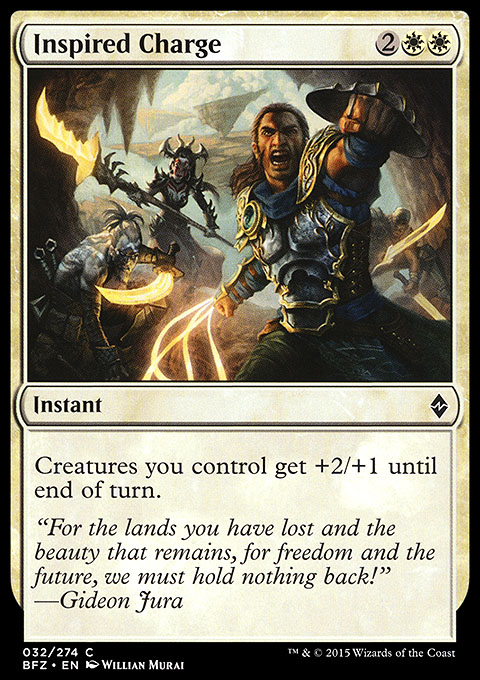 Inspired Charge 2
Instant
Creatures you control get +2/+1 until
end of turn.
“For the lands you have lost and the
beauty that remains, for freedom and the
future, we must hold nothing back!”
—Gideon Jura
032/274 C
BFZ • EN Willian Murai
™ & © 2015 Wizards of the Coast